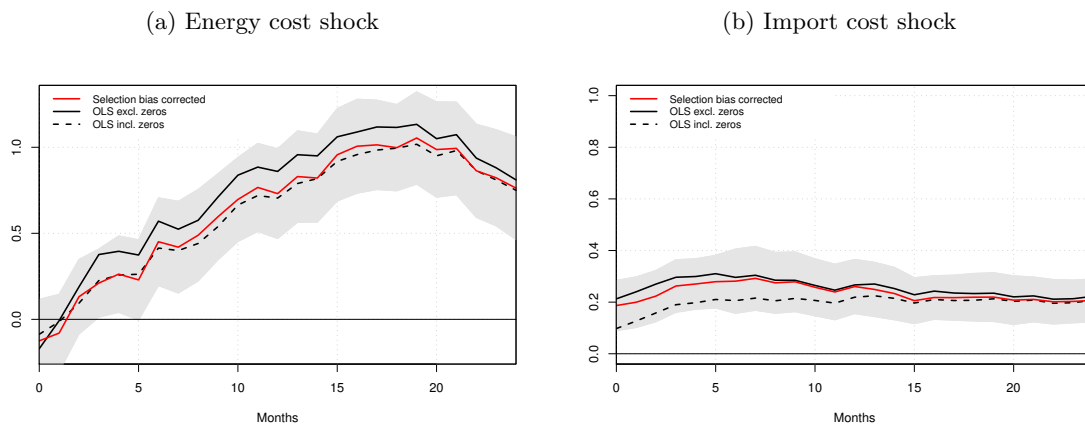 (a) Energy cost shock
Selection bias corrected
OLS excl. zeros
OLS incl. zeros
1.0
0.5
0.0
0 5 10 15 20
Months
(b) Import cost shock
Selection bias corrected
OLS excl. zeros
OLS incl. zeros
1.0
0.8
0.6
0.4
0.2
0.0
0 5 10 15 20
Months